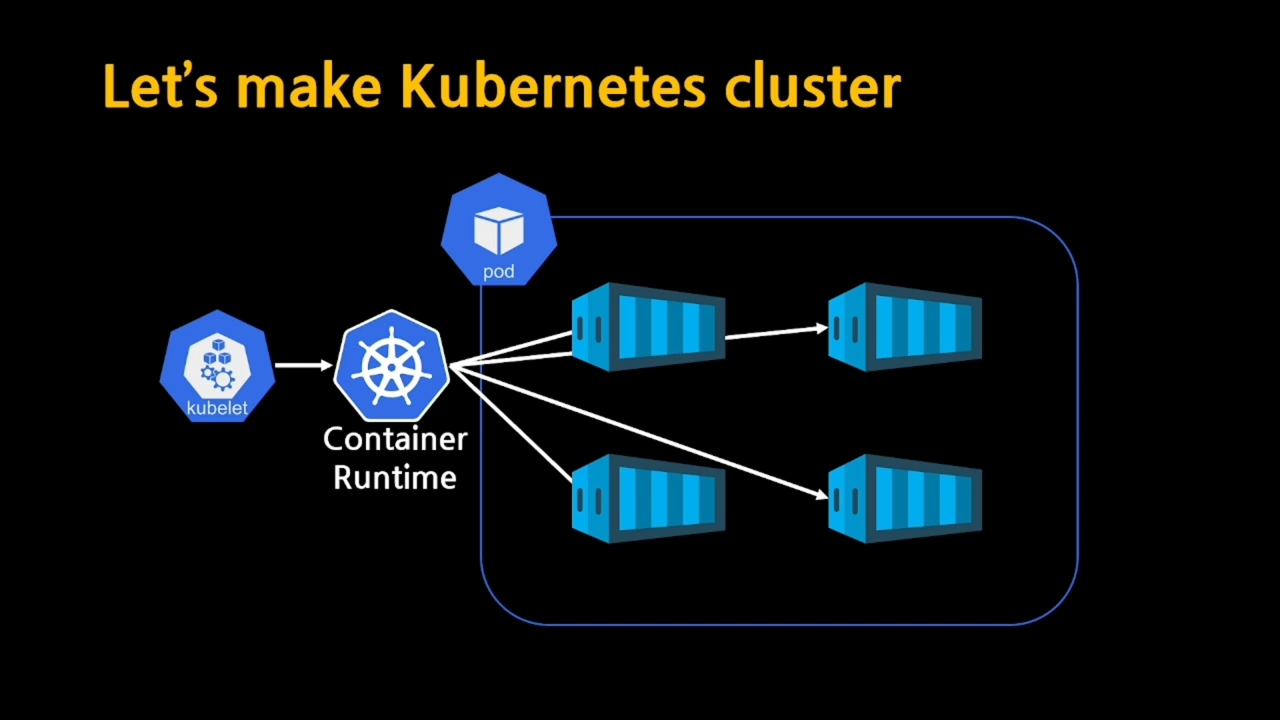 Let’s make Kubernetes cluster
pod
kubelet
Container
Runtime